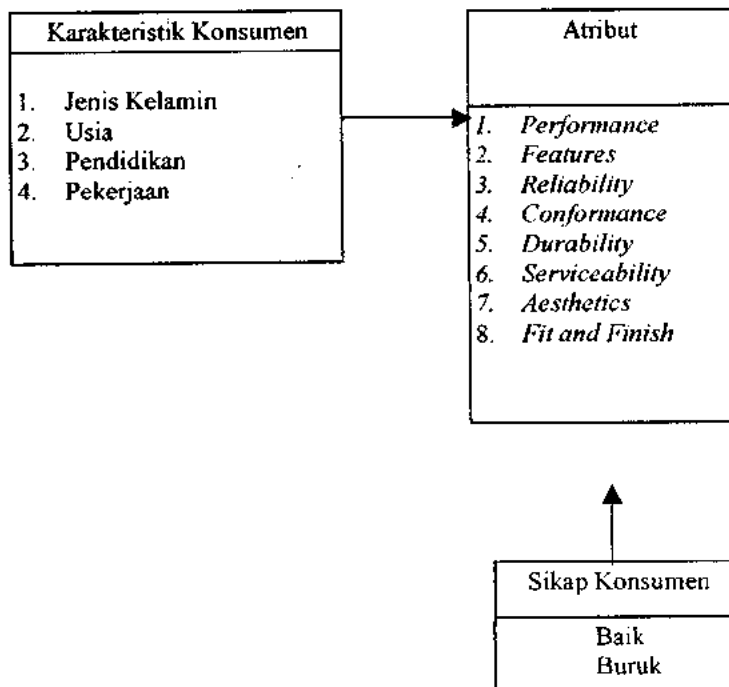 Karakteristik Konsumen
1. Jenis Kelamin
2. Usia
3. Pendidikan
4. Pekerjaan
Atribut
1. Performance
2. Features
3. Reliability
4. Conformance
5. Durability
6. Serviceability
7. Aesthetics
8. Fit and Finish
Sikap Konsumen
Baik
Buruk